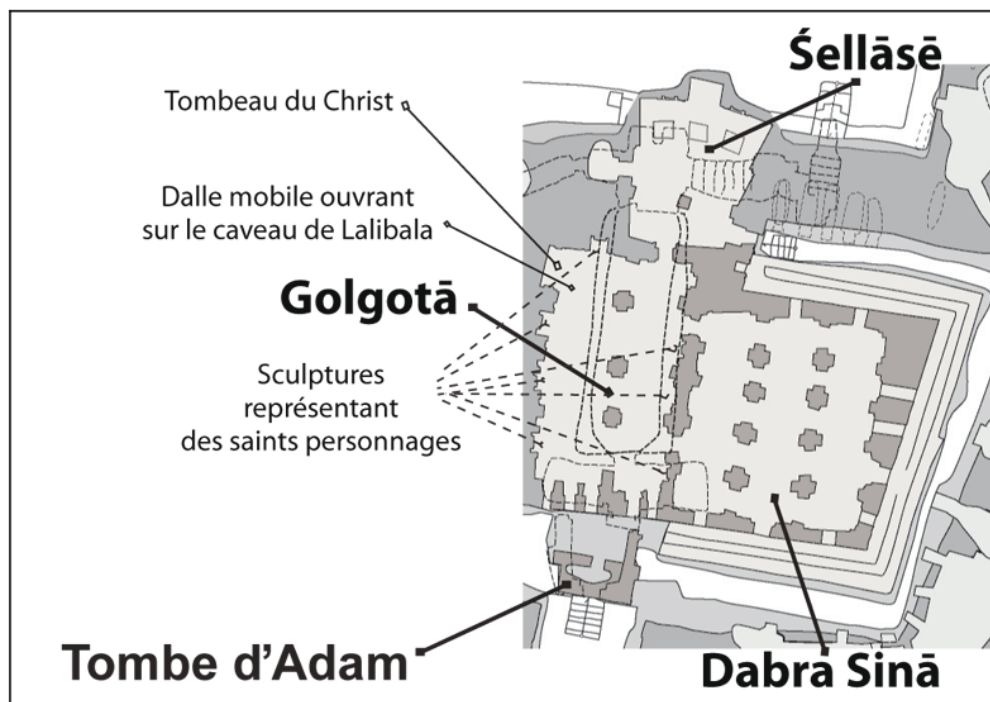 Śellāsē
Tombeau du Christ
Dalle mobile ouvrant
sur le caveau de Lalibala
Golgotā
Sculptures
représentant
des saints personnages
Tombe d’Adam
Dabra Sinā